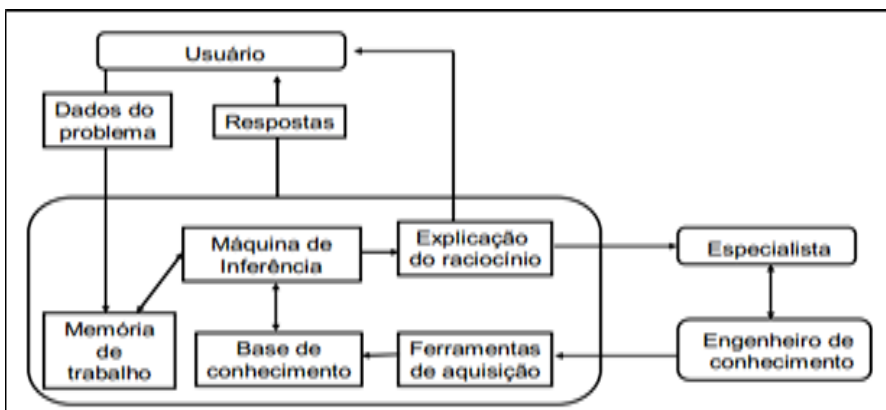 Usuário
Dados do
problema
Respostas
Máquina de
Inferência
Explicação
do raciocínio
Especialista
Memória
de
trabalho
Base de
conhecimento
Ferramentas
de aquisição
Engenheiro de
conhecimento